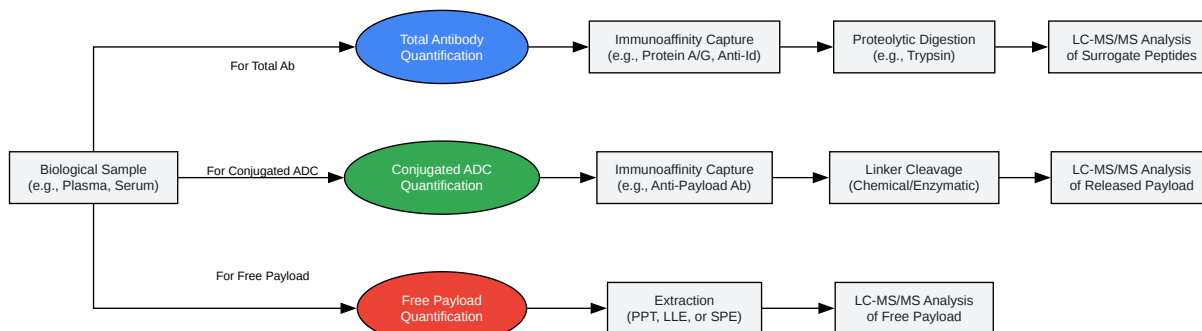 Total Antibody
Quantification
Immunoaffinity Capture
(e.g., Protein A/G, Anti-Id)
Proteolytic Digestion
(e.g., Trypsin)
LC-MS/MS Analysis
of Surrogate Peptides
For Total Ab
Biological Sample
(e.g., Plasma, Serum)
For Conjugated ADC
Conjugated ADC
Quantification
Immunoaffinity Capture
(e.g., Anti-Payload Ab)
Linker Cleavage
(Chemical/Enzymatic)
LC-MS/MS Analysis
of Released Payload
For Free Payload
Free Payload
Quantification
Extraction
(PPT, LLE, or SPE)
LC-MS/MS Analysis
of Free Payload